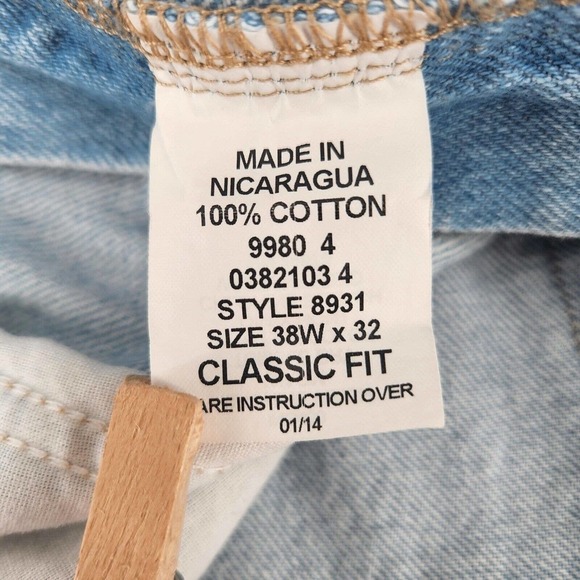 MADE IN
NICARAGUA
100% COTTON
9980 4
0382103 4
STYLE 8931
SIZE 38W x 32
CLASSIC FIT
ARE INSTRUCTION OVER
01/14